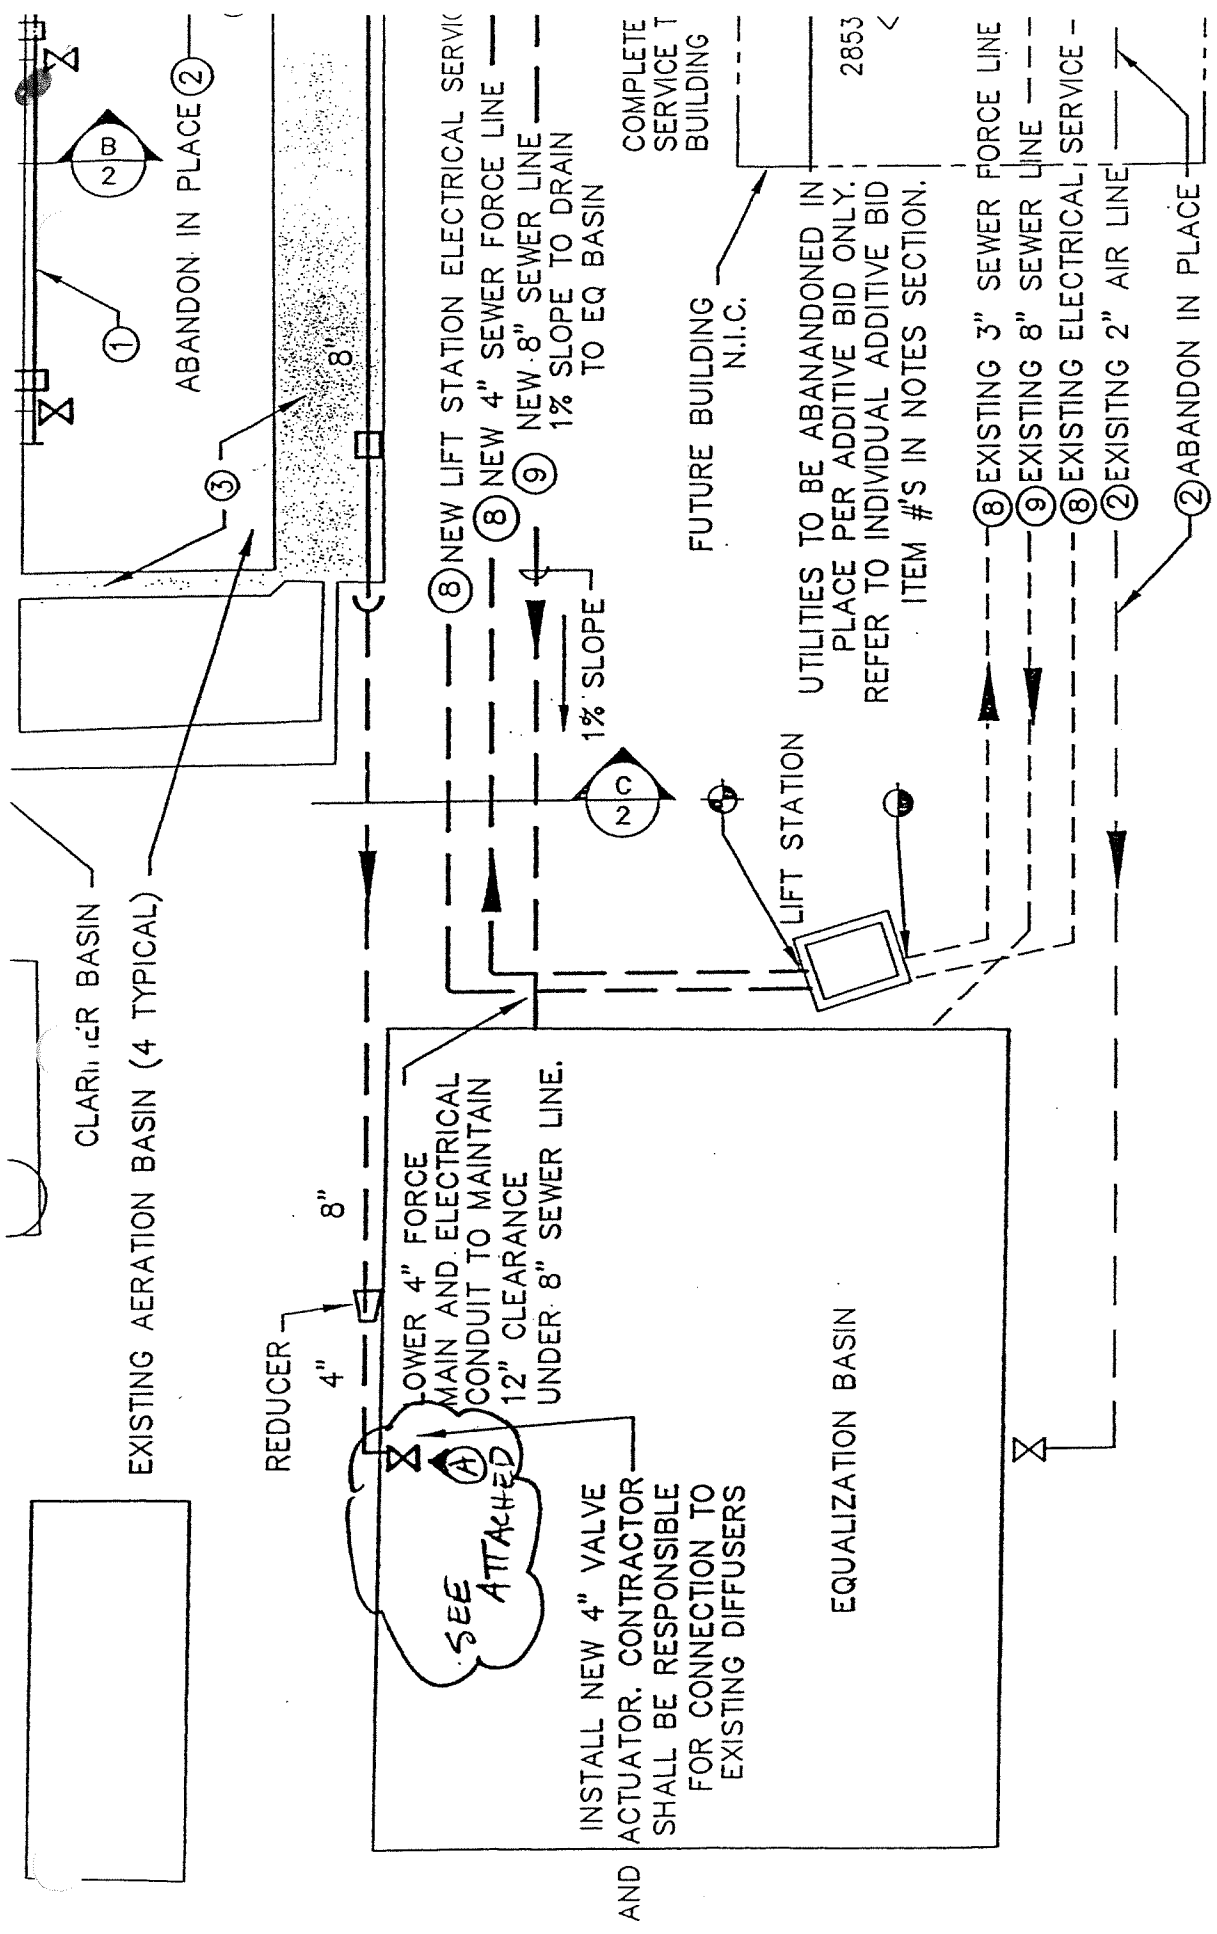 B
2
1
ABANDON IN PLACE 2
3
8"
CLARIFIER BASIN
EXISTING AERATION BASIN (4 TYPICAL)
REDUCER
4"
8"
8 NEW LIFT STATION ELECTRICAL
8 NEW 4" SEWER FORCE LINE
9 NEW 8" SEWER LINE
1% SLOPE TO DRAIN
TO EQ BASIN
1% SLOPE
C
2
LOWER 4" FORCE
MAIN AND ELECTRICAL
CONDUIT TO MAINTAIN
12" CLEARANCE
UNDER 8" SEWER LINE.
A
SEE
ATTACHED
INSTALL NEW 4" VALVE
AND ACTUATOR. CONTRACTOR
SHALL BE RESPONSIBLE
FOR CONNECTION TO
EXISTING DIFFUSERS
EQUALIZATION BASIN
LIFT STATION
COMPLETE
SERVICE
BUILDING
2853
FUTURE BUILDING
N.I.C.
UTILITIES TO BE ABANANDONED IN
PLACE PER ADDITIVE BID ONLY.
REFER TO INDIVIDUAL ADDITIVE BID
ITEM #'S IN NOTES SECTION.
8 EXISTING 3" SEWER FORCE LINE
9 EXISTING 8" SEWER LINE
8 EXISTING ELECTRICAL SERVICE
2 EXISITNG 2" AIR LINE
2 ABANDON IN PLACE